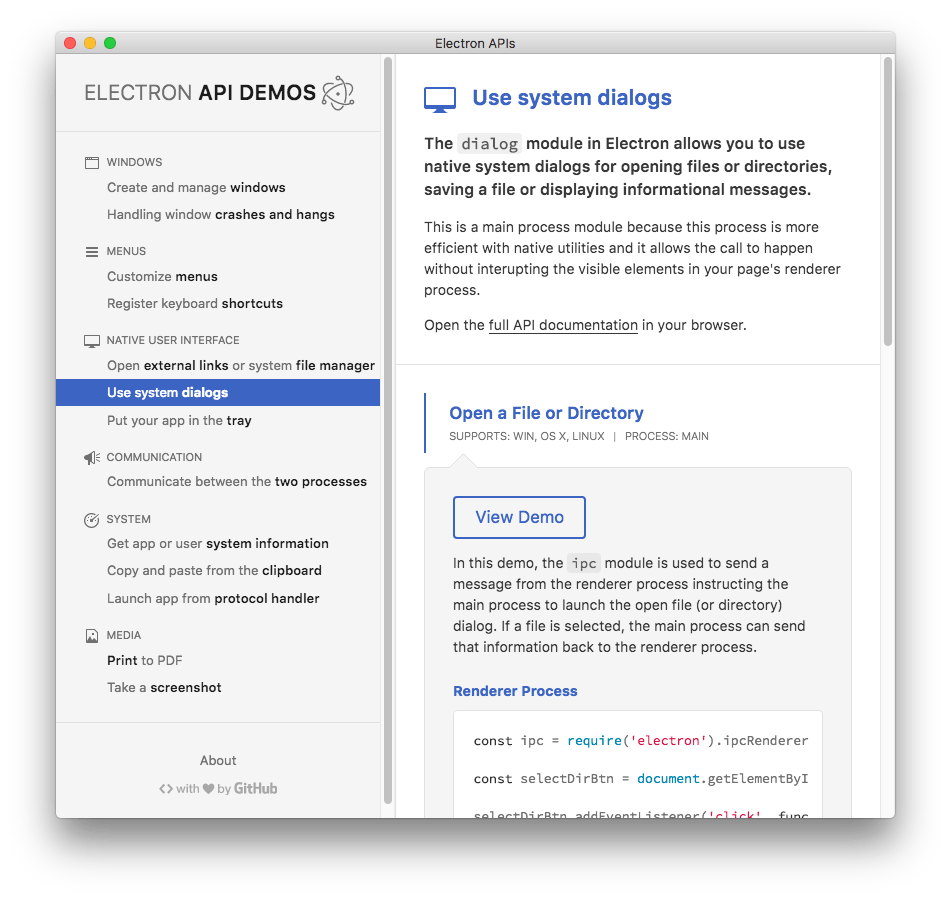 Electron APIs
ELECTRON API DEMOS
WINDOWS
Create and manage windows
Handling window crashes and hangs
MENUS
Customize menus
Register keyboard shortcuts
NATIVE USER INTERFACE
Open external links or system file manager
Use system dialogs
Put your app in the tray
COMMUNICATION
Communicate between the two processes
SYSTEM
Get app or user system information
Copy and paste from the clipboard
Launch app from protocol handler
MEDIA
Print to PDF
Take a screenshot
About
<> with ♥ by GitHub
Use system dialogs
The dialog module in Electron allows you to use
native system dialogs for opening files or directories,
saving a file or displaying informational messages.
This is a main process module because this process is more
efficient with native utilities and it allows the call to happen
without interupting the visible elements in your page's renderer
process.
Open the full API documentation in your browser.
Open a File or Directory
SUPPORTS: WIN, OS X, LINUX | PROCESS: MAIN
View Demo
In this demo, the ipc module is used to send a
message from the renderer process instructing the
main process to launch the open file (or directory)
dialog. If a file is selected, the main process can send
that information back to the renderer process.
Renderer Process
const ipc = require('electron').ipcRenderer
const selectDirBtn = document.getElementByI
selectDirBtn.addEventListener('click', func